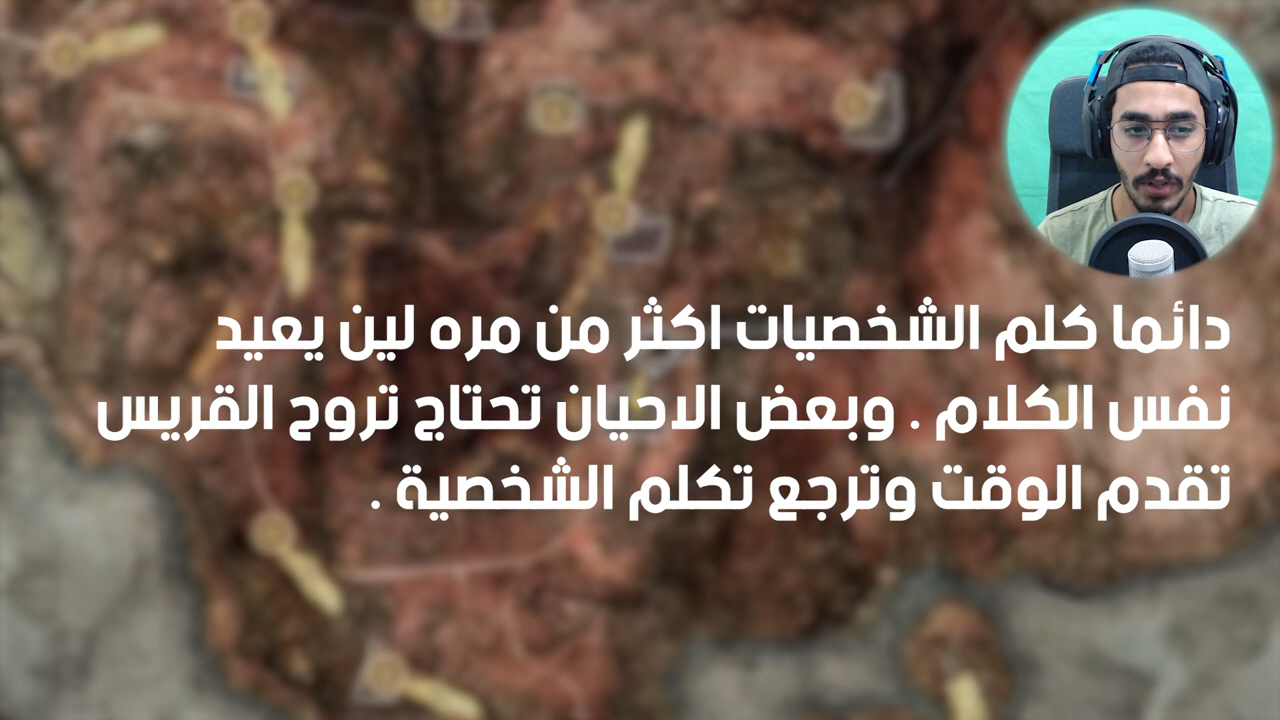 دائما كلم الشخصيات اكثر من مره لين يعيد
نفس الكلام . وبعض الاحيان تحتاج تروح القريس
تقدم الوقت وترجع تكلم الشخصية .